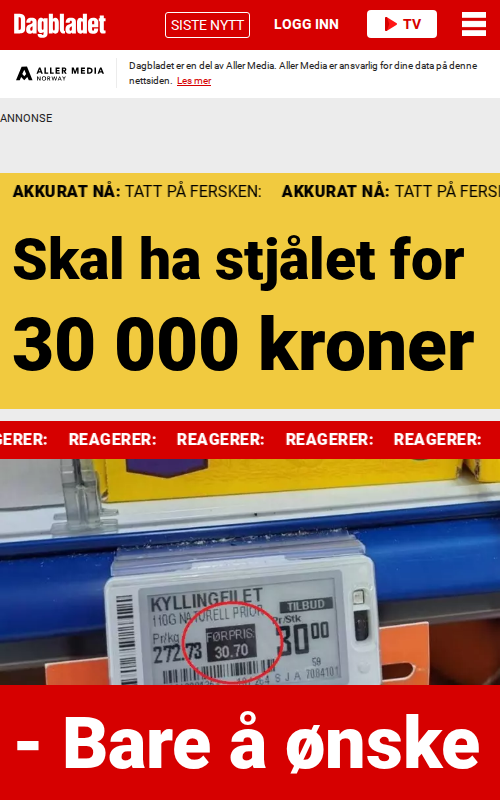 Dagbladet
SISTE NYTT
LOGG INN
TV
ALLER MEDIA
NORWAY
Dagbladet er en del av Aller Media. Aller Media er ansvarlig for dine data på denne
nettsiden. Les mer
ANNONSE
AKKURAT NÅ: TATT PÅ FERSKEN: AKKURAT NÅ: TATT PÅ
Skal ha stjålet for
30 000 kroner
REAGERER: REAGERER: REAGERER: REAGERER:
KYLLINGFILET
110G NATURELL PRIOR
TILBUD
Pr/kg
272.73
FØRPRIS:
30.70
Pr/Stk
30 00
- Bare å ønske